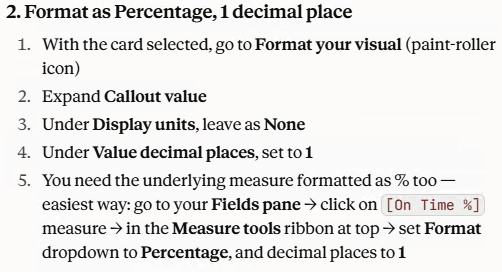 2. Format as Percentage, 1 decimal place
1. With the card selected, go to Format your visual (paint-roller
icon)
2. Expand Callout value
3. Under Display units, leave as None
4. Under Value decimal places, set to 1
5. You need the underlying measure formatted as % too —
easiest way: go to your Fields pane → click on [On Time %]
measure → in the Measure tools ribbon at top → set Format
dropdown to Percentage, and decimal places to 1